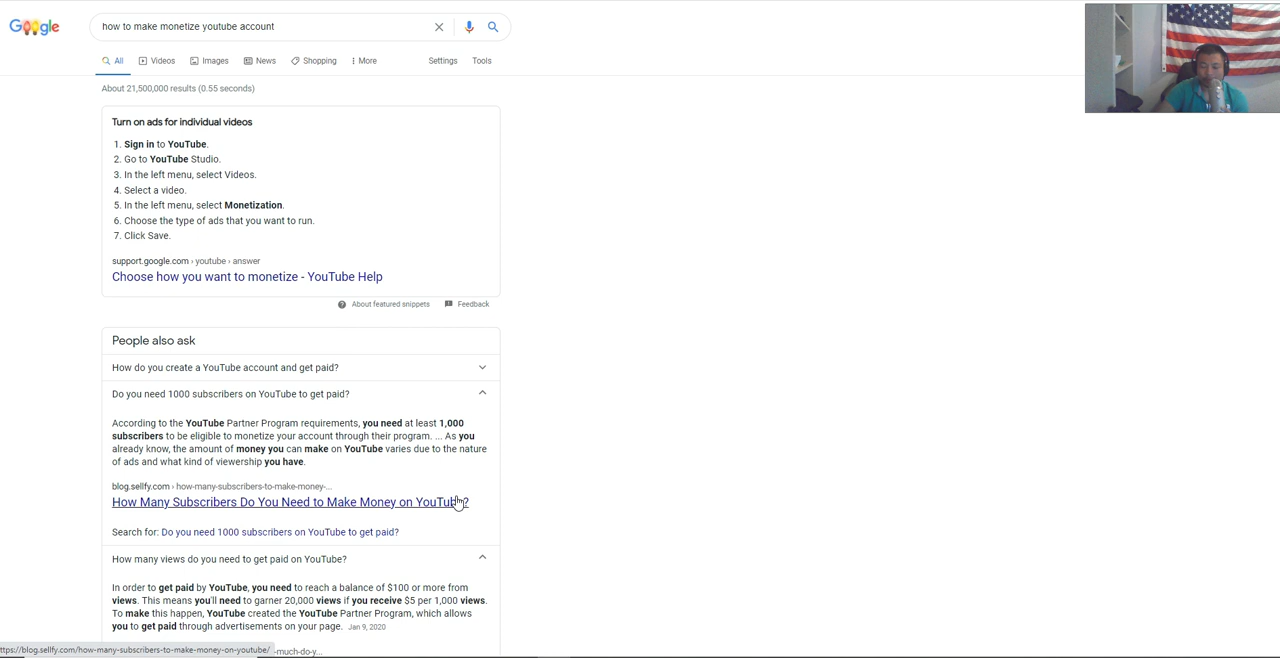 Google
how to make monetize youtube account
All
Videos
Images
News
Shopping
More
Settings
Tools
About 21,500,000 results (0.55 seconds)
Turn on ads for individual videos
1. Sign in to YouTube.
2. Go to YouTube Studio.
3. In the left menu, select Videos.
4. Select a video.
5. In the left menu, select Monetization.
6. Choose the type of ads that you want to run.
7. Click Save.
support.google.com › youtube › answer
Choose how you want to monetize - YouTube Help
About featured snippets
Feedback
People also ask
How do you create a YouTube account and get paid?
Do you need 1000 subscribers on YouTube to get paid?
According to the YouTube Partner Program requirements, you need at least 1,000
subscribers to be eligible to monetize your account through their program. ... As you
already know, the amount of money you can make on YouTube varies due to the nature
of ads and what kind of viewership you have.
blog.sellfy.com › how-many-subscribers-to-make-money-...
How Many Subscribers Do You Need to Make Money on YouTube?
Search for: Do you need 1000 subscribers on YouTube to get paid?
How many views do you need to get paid on YouTube?
In order to get paid by YouTube, you need to reach a balance of $100 or more from
views. This means you'll need to garner 20,000 views if you receive $5 per 1,000 views.
To make this happen, YouTube created the YouTube Partner Program, which allows
you to get paid through advertisements on your page. Jan 9, 2020
ttps://blog.sellfy.com/how-many-subscribers-to-make-money-on-youtube/
-much-do-y...